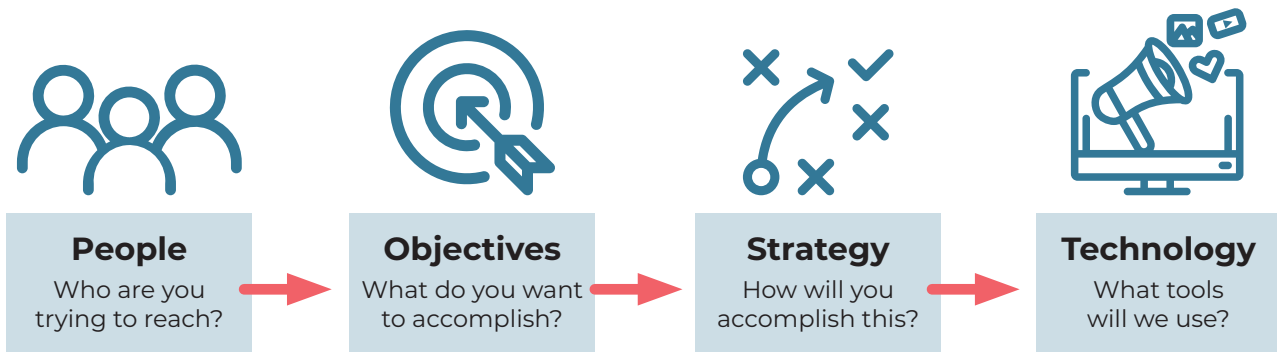 People
Who are you
trying to reach?
Objectives
What do you want
to accomplish?
Strategy
How will you
accomplish this?
Technology
What tools
will we use?